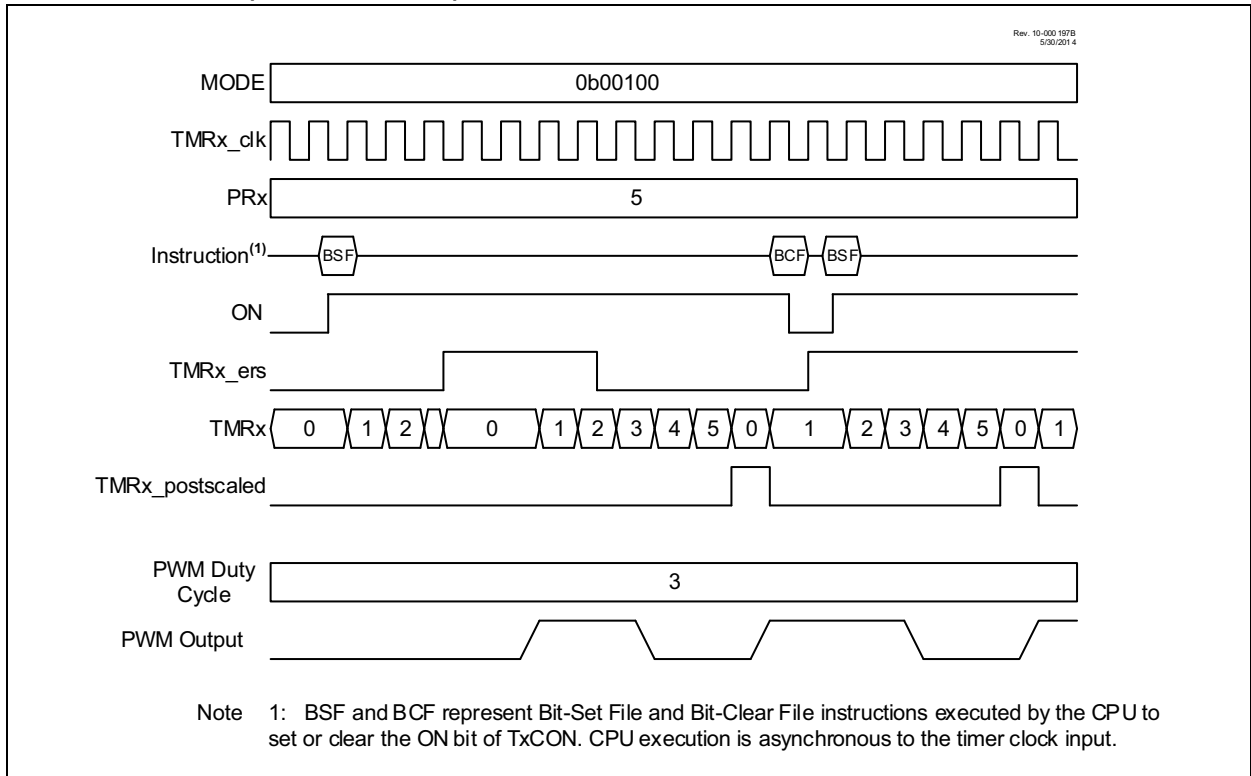 Rev. 10-000 197B
5/30/201 4
MODE 0b00100
TMRx_clk
PRx 5
Instruction(1) BSF BCF BSF
ON
TMRx_ers
TMRx 0 1 2 0 1 2 3 4 5 0 1 2 3 4 5 0 1
TMRx_postscaled
PWM Duty
Cycle 3
PWM Output
Note 1: BSF and BCF represent Bit-Set File and Bit-Clear File instructions executed by the CPU to
set or clear the ON bit of TxCON. CPU execution is asynchronous to the timer clock input.